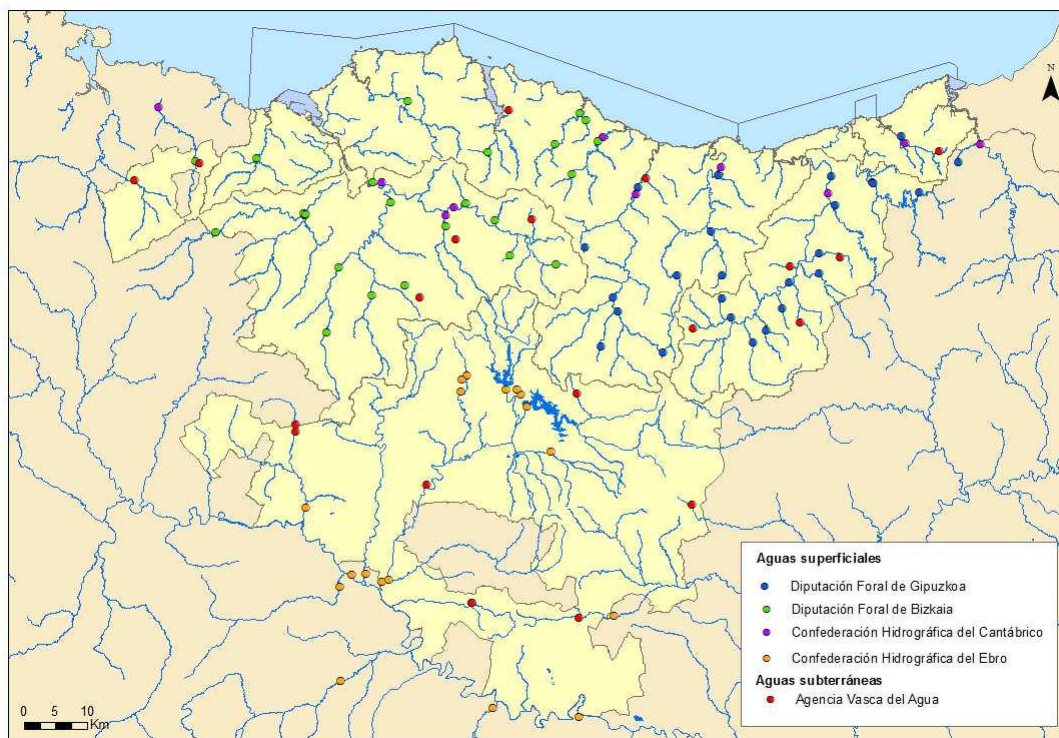 N
Aguas superficiales
Diputación Foral de Gipuzkoa
Diputación Foral de Bizkaia
Confederación Hidrográfica del Cantábrico
Confederación Hidrográfica del Ebro
Aguas subterráneas
Agencia Vasca del Agua
0 5 10
Km